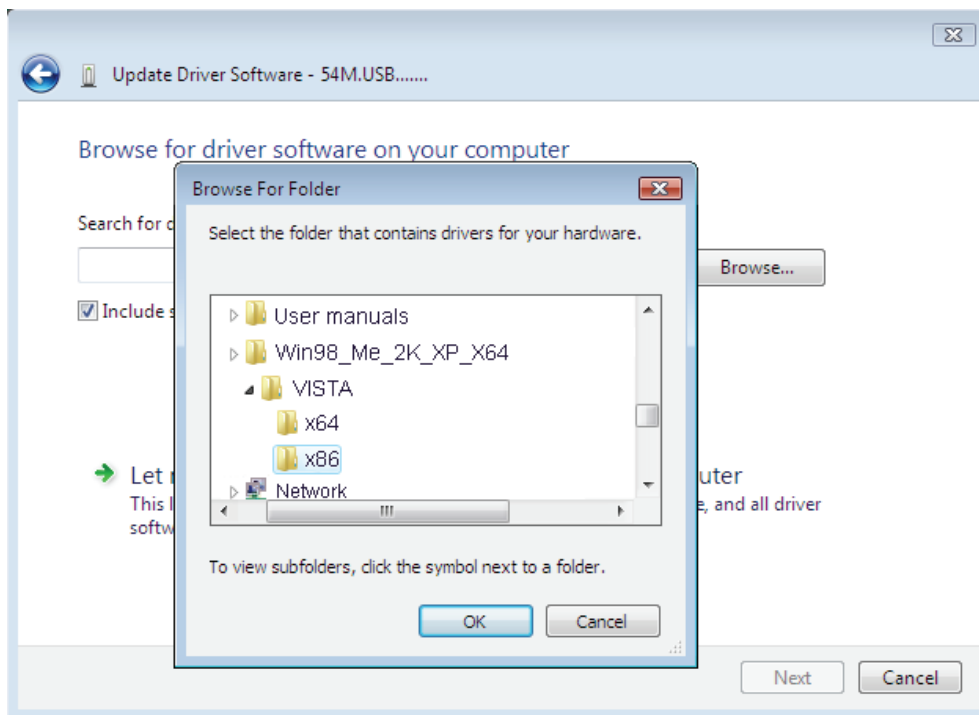 Update Driver Software - 54M.USB.......
Browse for driver software on your computer
Browse For Folder
Search for
Select the folder that contains drivers for your hardware.
Browse...
Include
User manuals
Win98_Me_2K_XP_X64
VISTA
x64
x86
Network
Let
This
e, and all driver
softw
To view subfolders, click the symbol next to a folder.
OK
Cancel
Next
Cancel